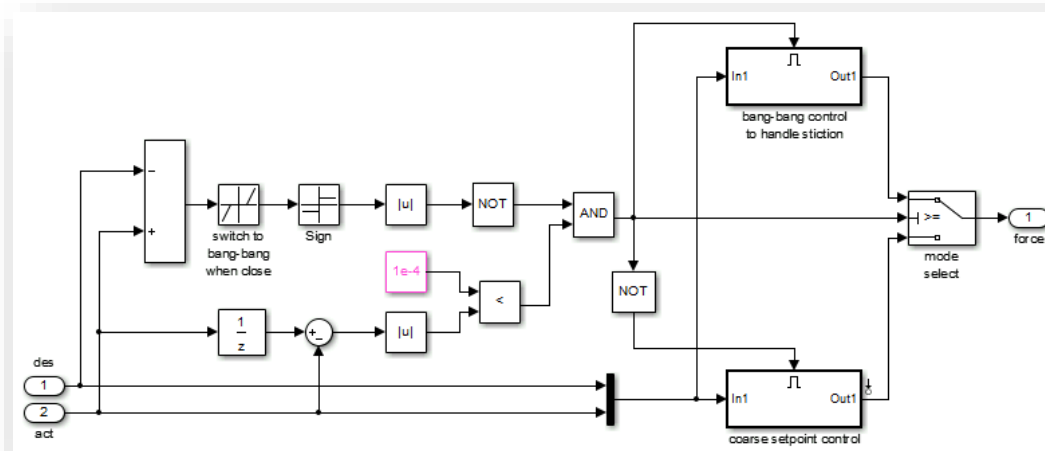 In1
Out1
bang-bang control
to handle stiction
−
+
switch to
bang-bang
when close
Sign
|u|
NOT
AND
>=
mode
select
1
force
1e-4
<
NOT
1
z
+
−
|u|
des
1
2
act
In1
Out1
coarse setpoint control